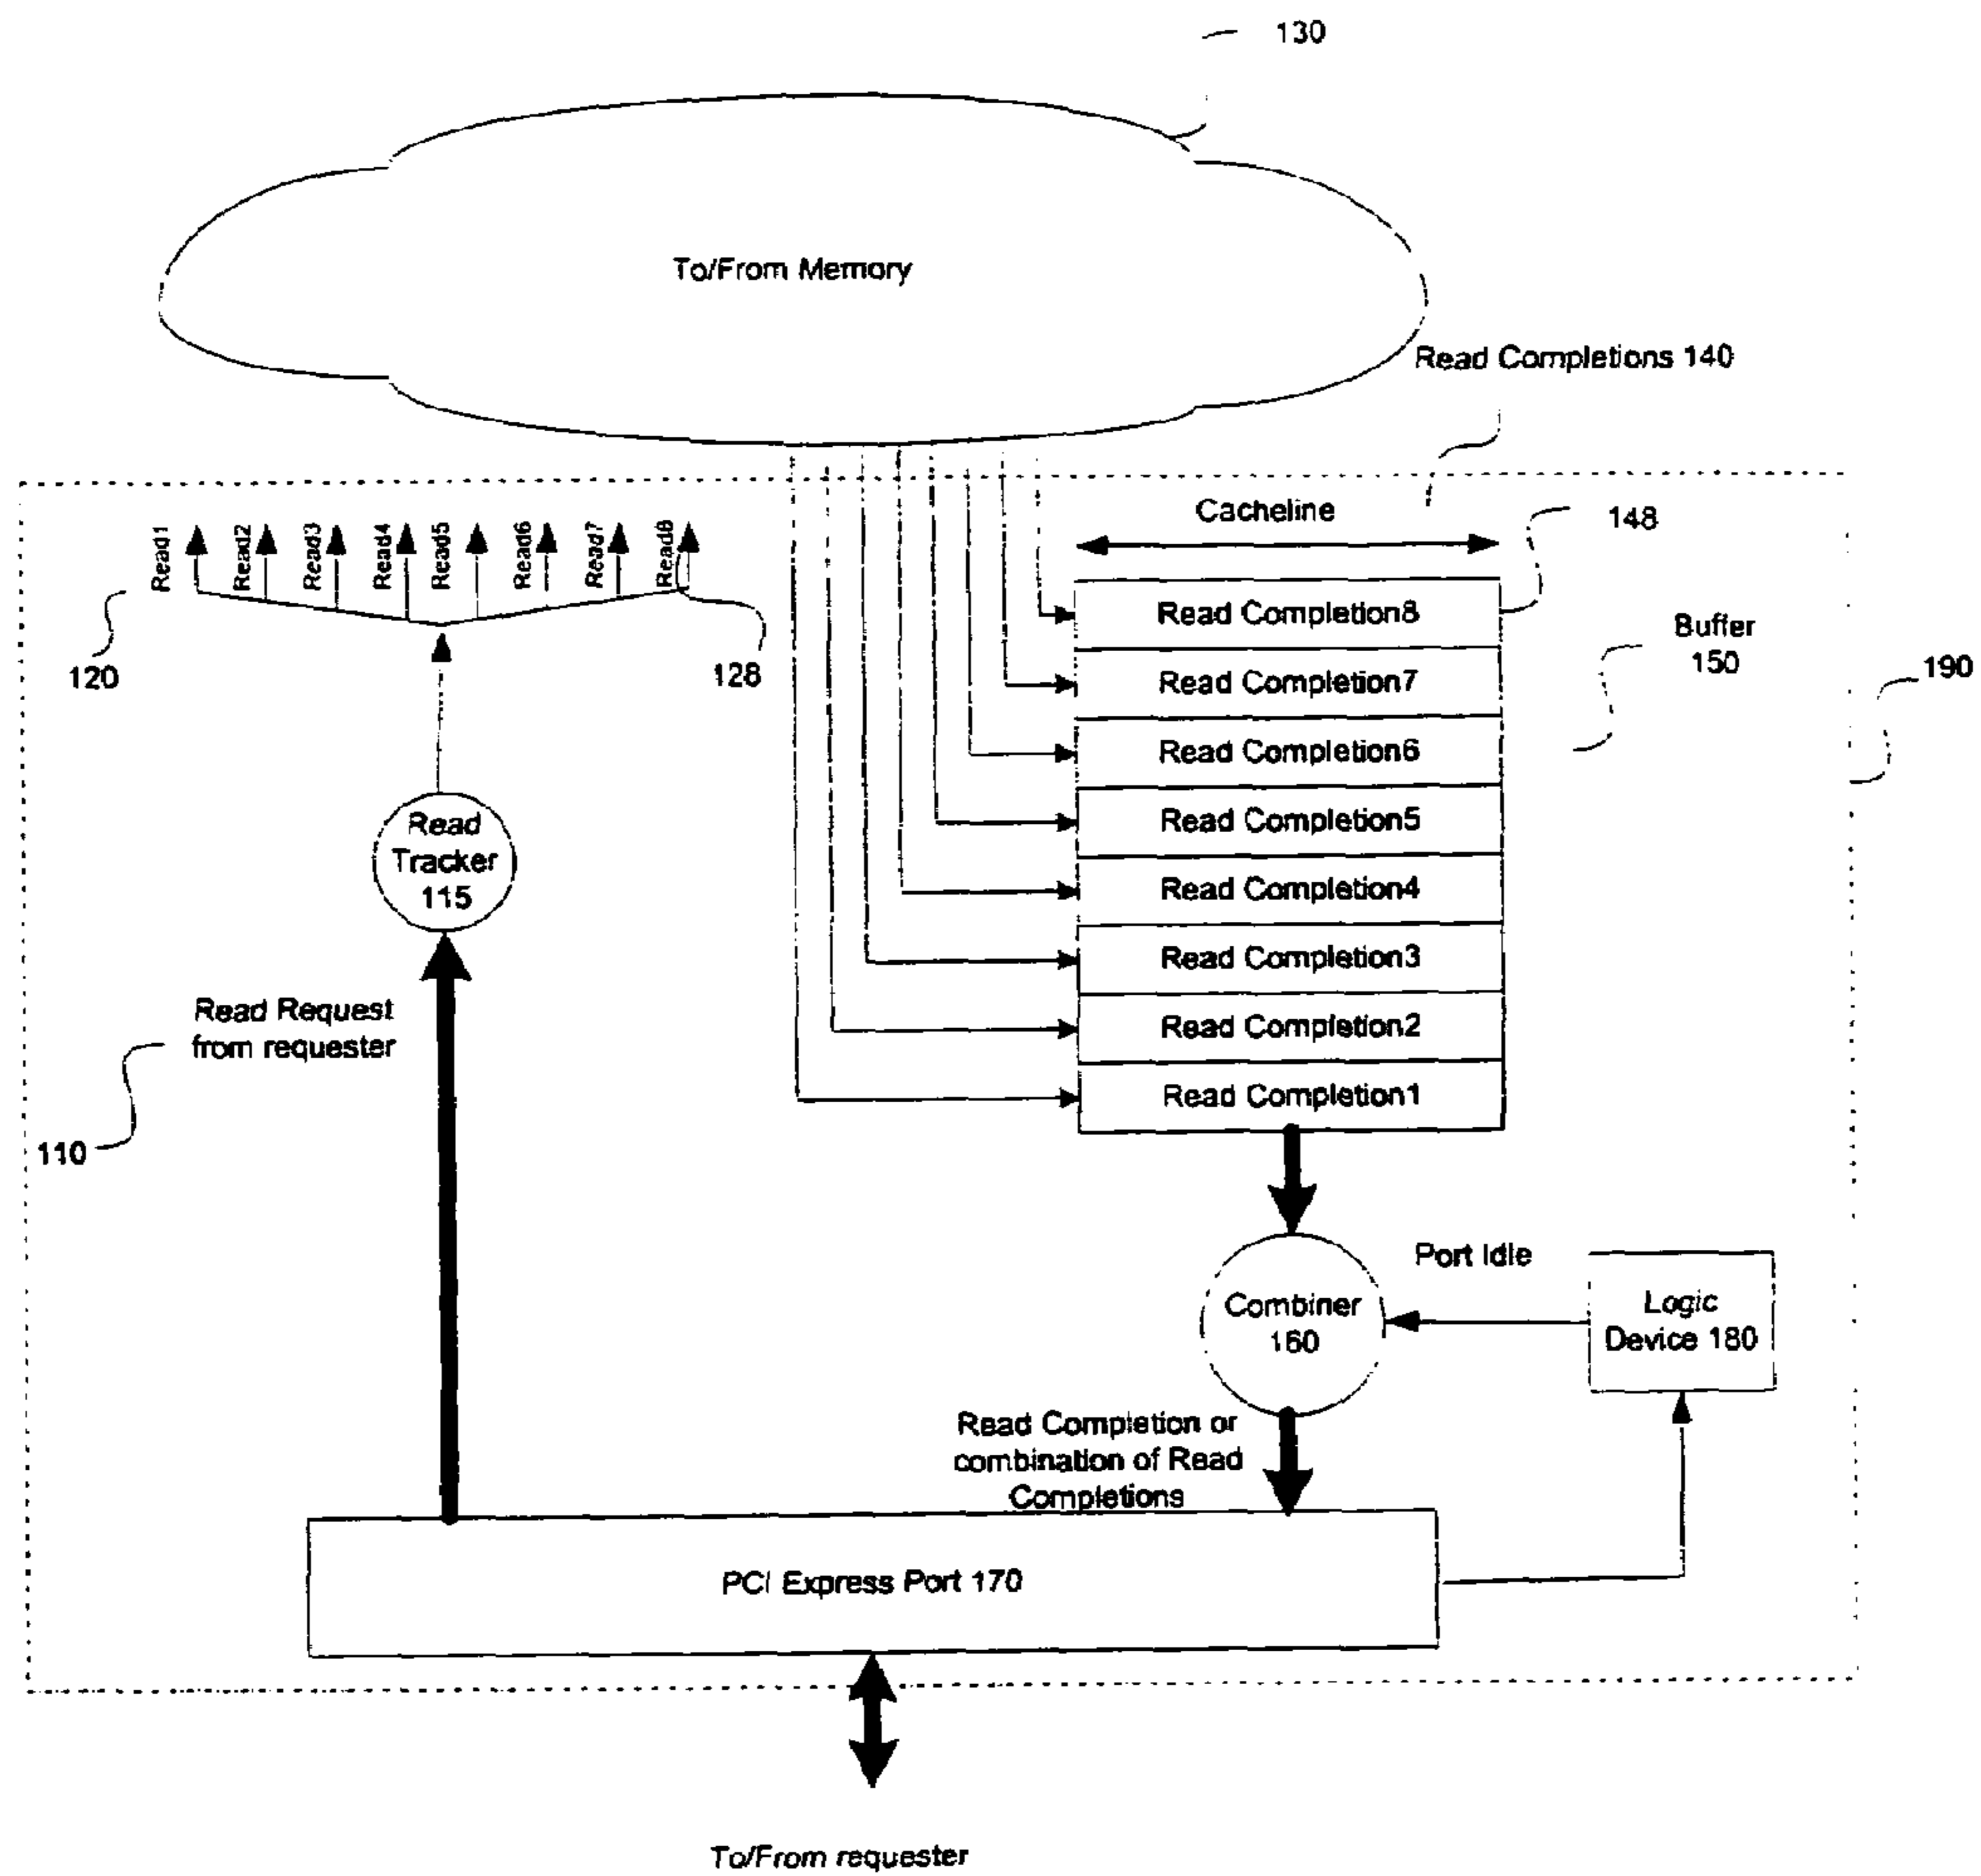 130
To/From Memory
Read Completions 140
Cacheline
148
Read1
Read2
Read3
Read4
Read5
Read6
Read7
Read8
120
128
Read Completion8
Read Completion7
Read Completion6
Read Completion5
Read Completion4
Read Completion3
Read Completion2
Read Completion1
Buffer
150
190
Read
Tracker
115
Read Request
from requester
110
Port Idle
Combiner
160
Logic
Device 180
Read Completion or
combination of Read
Completions
PCI Express Port 170
To/From requester